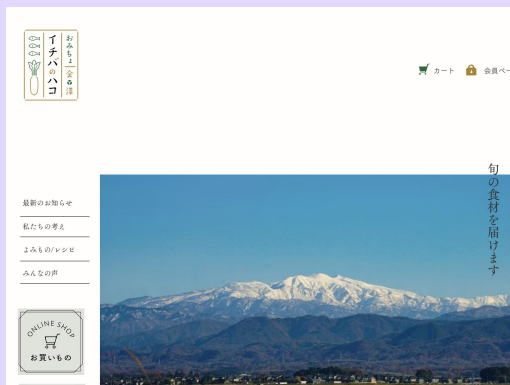 おみちょ
金澤
イチバのハコ
カート
会員ペー
旬の食材を届けます
最新のお知らせ
私たちの考え
よみもの/レシピ
みんなの声
ONLINE SHOP
お買いもの